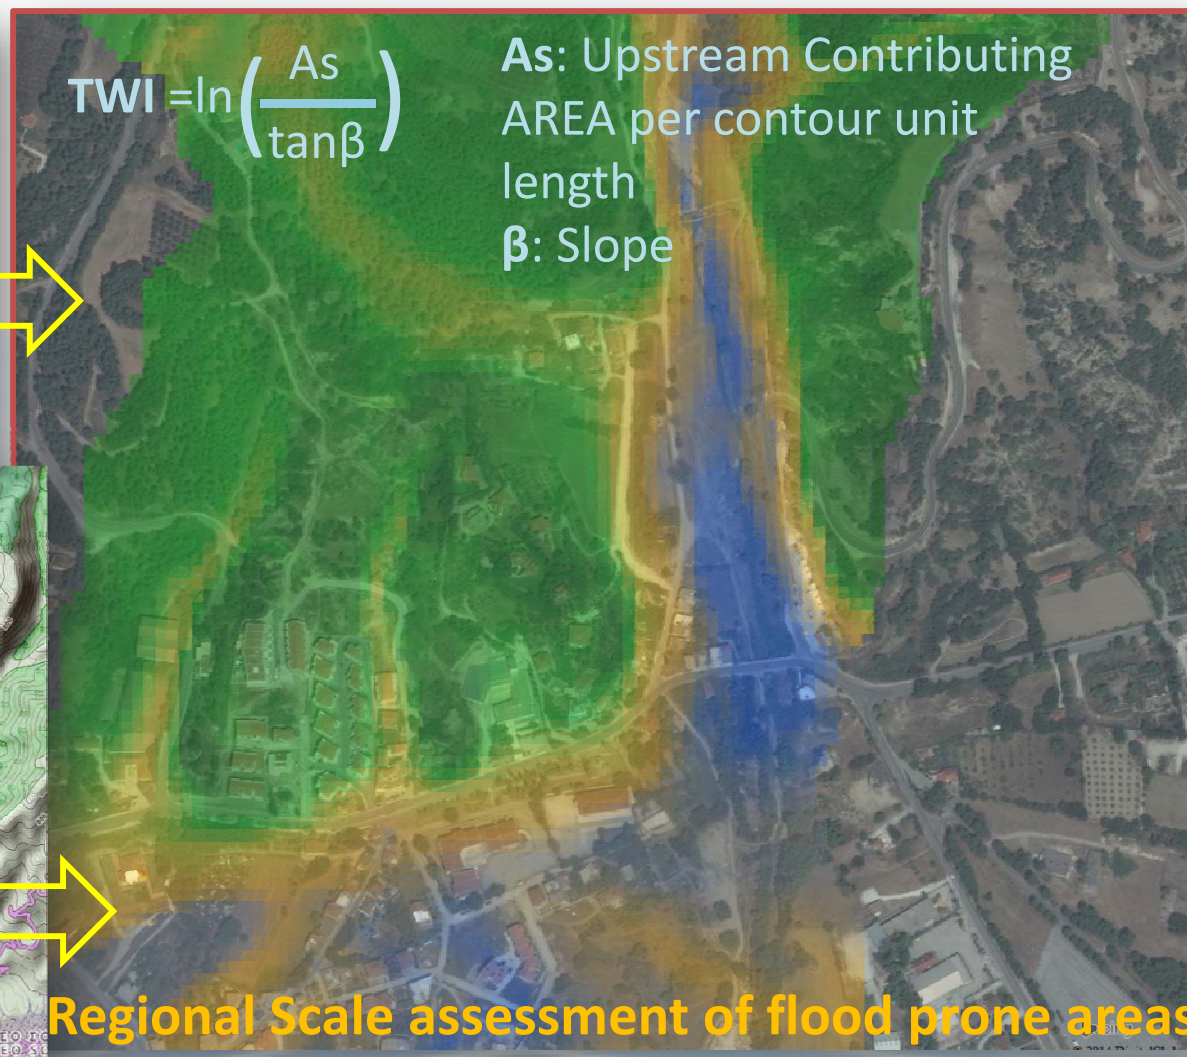 TWI =ln(As/tanβ)
As: Upstream Contributing
AREA per contour unit
length
β: Slope
Regional Scale assessment of flood prone areas